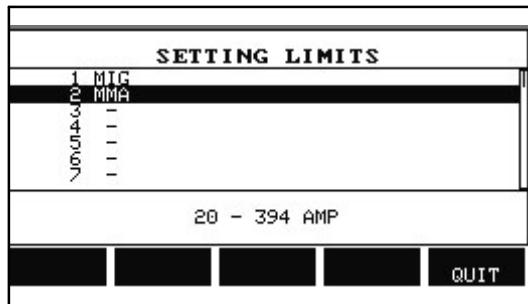 SETTING LIMITS
1 MIG
2 MMA
3 -
4 -
5 -
6 -
7 -
20 - 394 AMP
QUIT